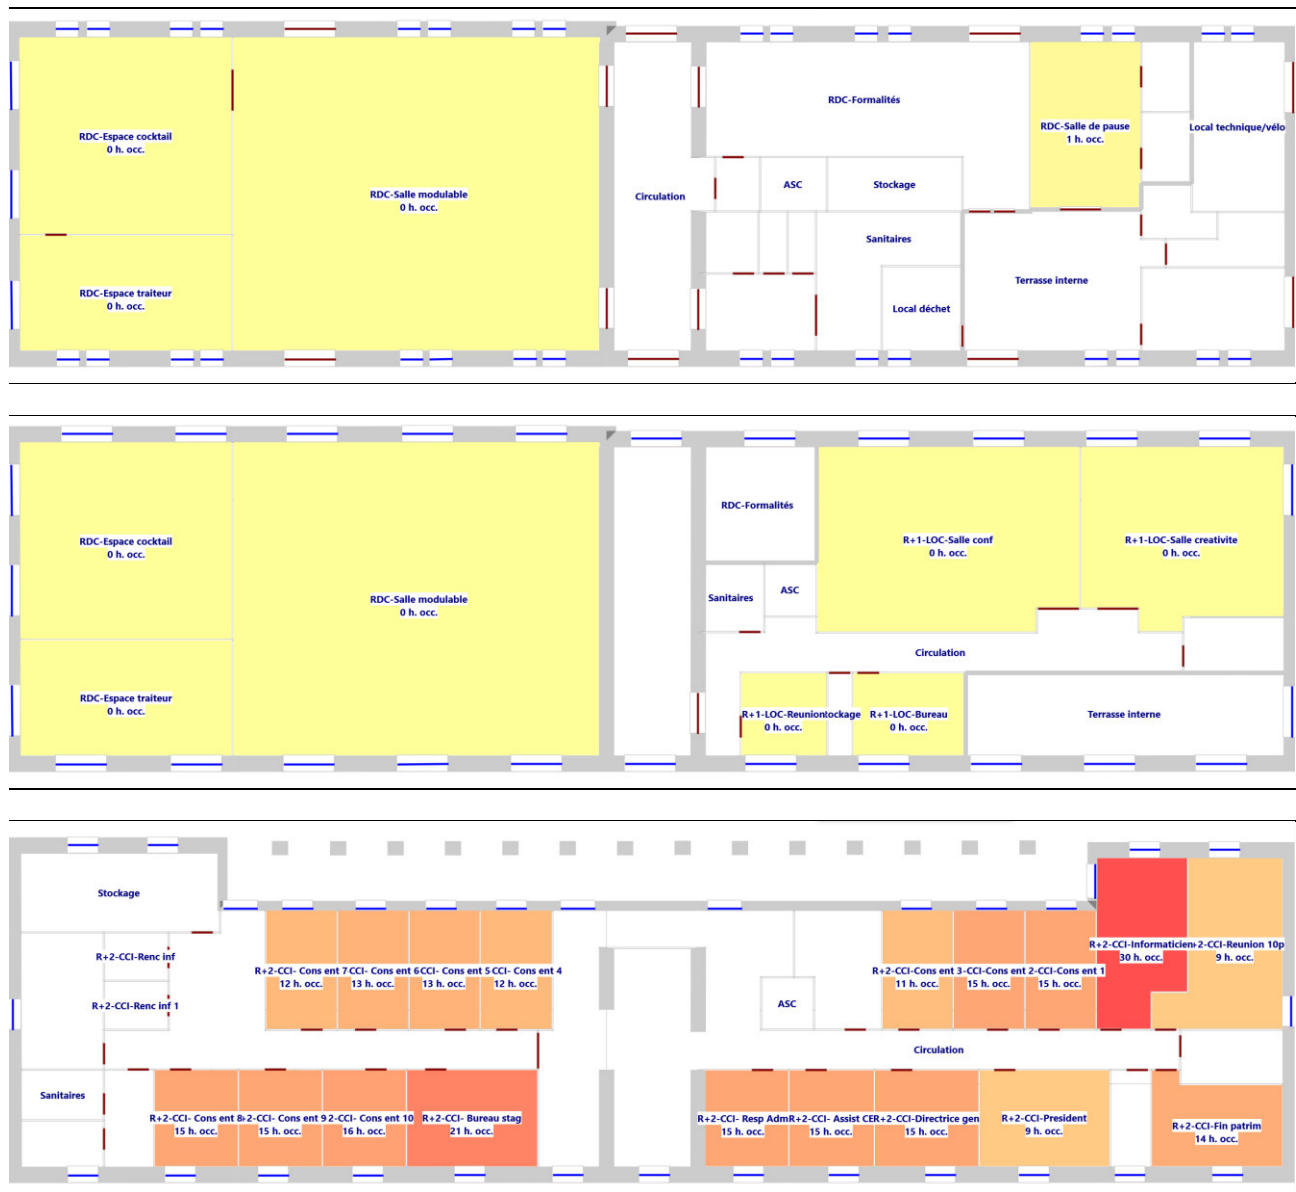 RDC-Espace cocktail
0 h. occ.
RDC-Salle modulable
0 h. occ.
RDC-Espace traiteur
0 h. occ.
Circulation
RDC-Formalités
RDC-Salle de pause
1 h. occ.
Local technique/vélo
ASC
Stockage
Sanitaires
Local déchet
Terrasse interne
RDC-Espace cocktail
0 h. occ.
RDC-Salle modulable
0 h. occ.
RDC-Espace traiteur
0 h. occ.
RDC-Formalités
R+1-LOC-Salle conf
0 h. occ.
R+1-LOC-Salle creativite
0 h. occ.
Sanitaires
ASC
Circulation
R+1-LOC-Reunion
0 h. occ.
tockage
R+1-LOC-Bureau
0 h. occ.
Terrasse interne
Stockage
R+2-CCI-Renc inf
R+2-CCI-Renc inf 1
Sanitaires
R+2-CCI- Cons ent 7
12 h. occ.
CCI- Cons ent 6
13 h. occ.
CCI- Cons ent 5
13 h. occ.
CCI- Cons ent 4
12 h. occ.
ASC
R+2-CCI-Cons ent 3
11 h. occ.
-CCI-Cons ent 2
15 h. occ.
-CCI-Cons ent 1
15 h. occ.
R+2-CCI-Informaticien
30 h. occ.
-2-CCI-Reunion 10p
9 h. occ.
Circulation
R+2-CCI- Cons ent 8
15 h. occ.
2-CCI- Cons ent 9
15 h. occ.
2-CCI- Cons ent 10
16 h. occ.
R+2-CCI- Bureau stag
21 h. occ.
R+2-CCI- Resp Adm
15 h. occ.
R+2-CCI- Assist CE
15 h. occ.
R+2-CCI-Directrice gen
15 h. occ.
R+2-CCI-President
9 h. occ.
R+2-CCI-Fin patrim
14 h. occ.